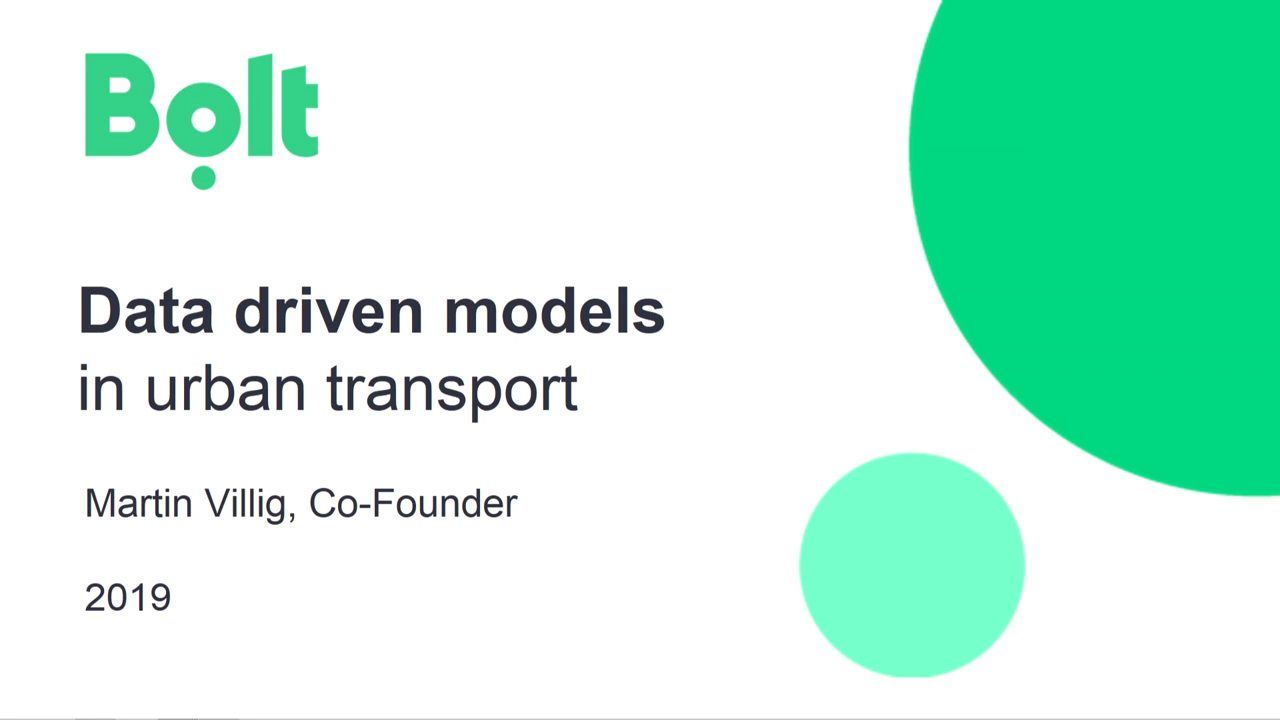 Bolt
Data driven models
in urban transport
Martin Villig, Co-Founder
2019